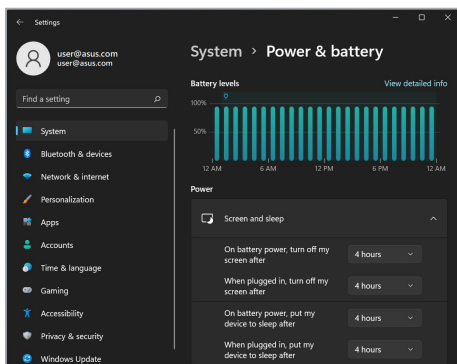 Settings
user@asus.com
user@asus.com
Find a setting
System
Bluetooth & devices
Network & internet
Personalization
Apps
Accounts
Time & language
Gaming
Accessibility
Privacy & security
Windows Update
System > Power & battery
Battery levels
View detailed info
100%
50%
12 AM 6 AM 12 PM 6 PM 12 AM
Power
Screen and sleep
On battery power, turn off my
screen after
4 hours
When plugged in, turn off my
screen after
4 hours
On battery power, put my
device to sleep after
4 hours
When plugged in, put my
device to sleep after
4 hours